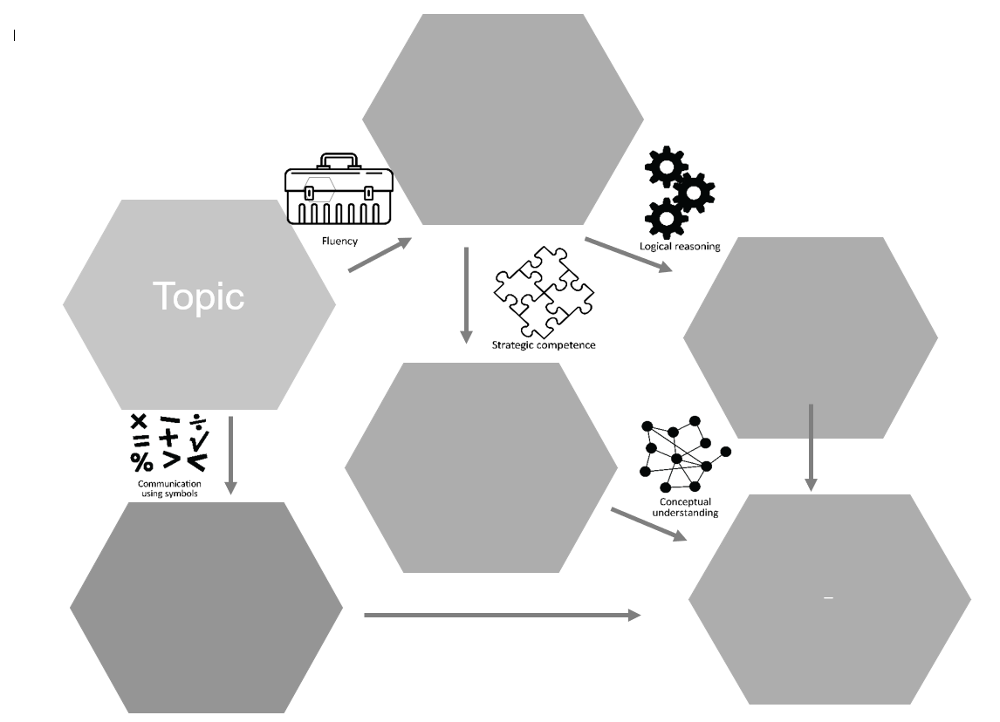 Fluency
Logical reasoning
Topic
Strategic competence
× − ÷
= + √
% > <
Communication
using symbols
Conceptual
understanding
–